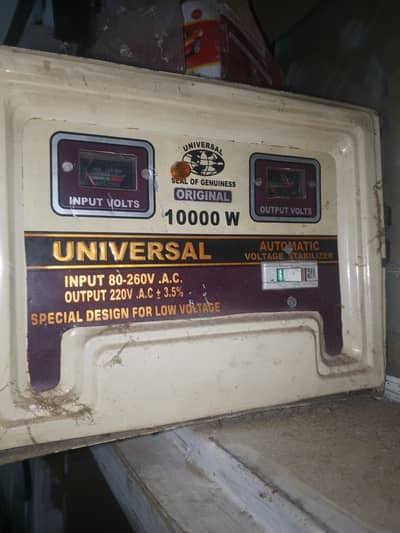 UNIVERSAL
SEAL OF GENUINESS
ORIGINAL
INPUT VOLTS
OUTPUT VOLTS
10000 W
UNIVERSAL
AUTOMATIC
VOLTAGE STABILIZER
INPUT 80-260V .A.C.
OUTPUT 220V .A.C ± 3.5%
SPECIAL DESIGN FOR LOW VOLTAGE